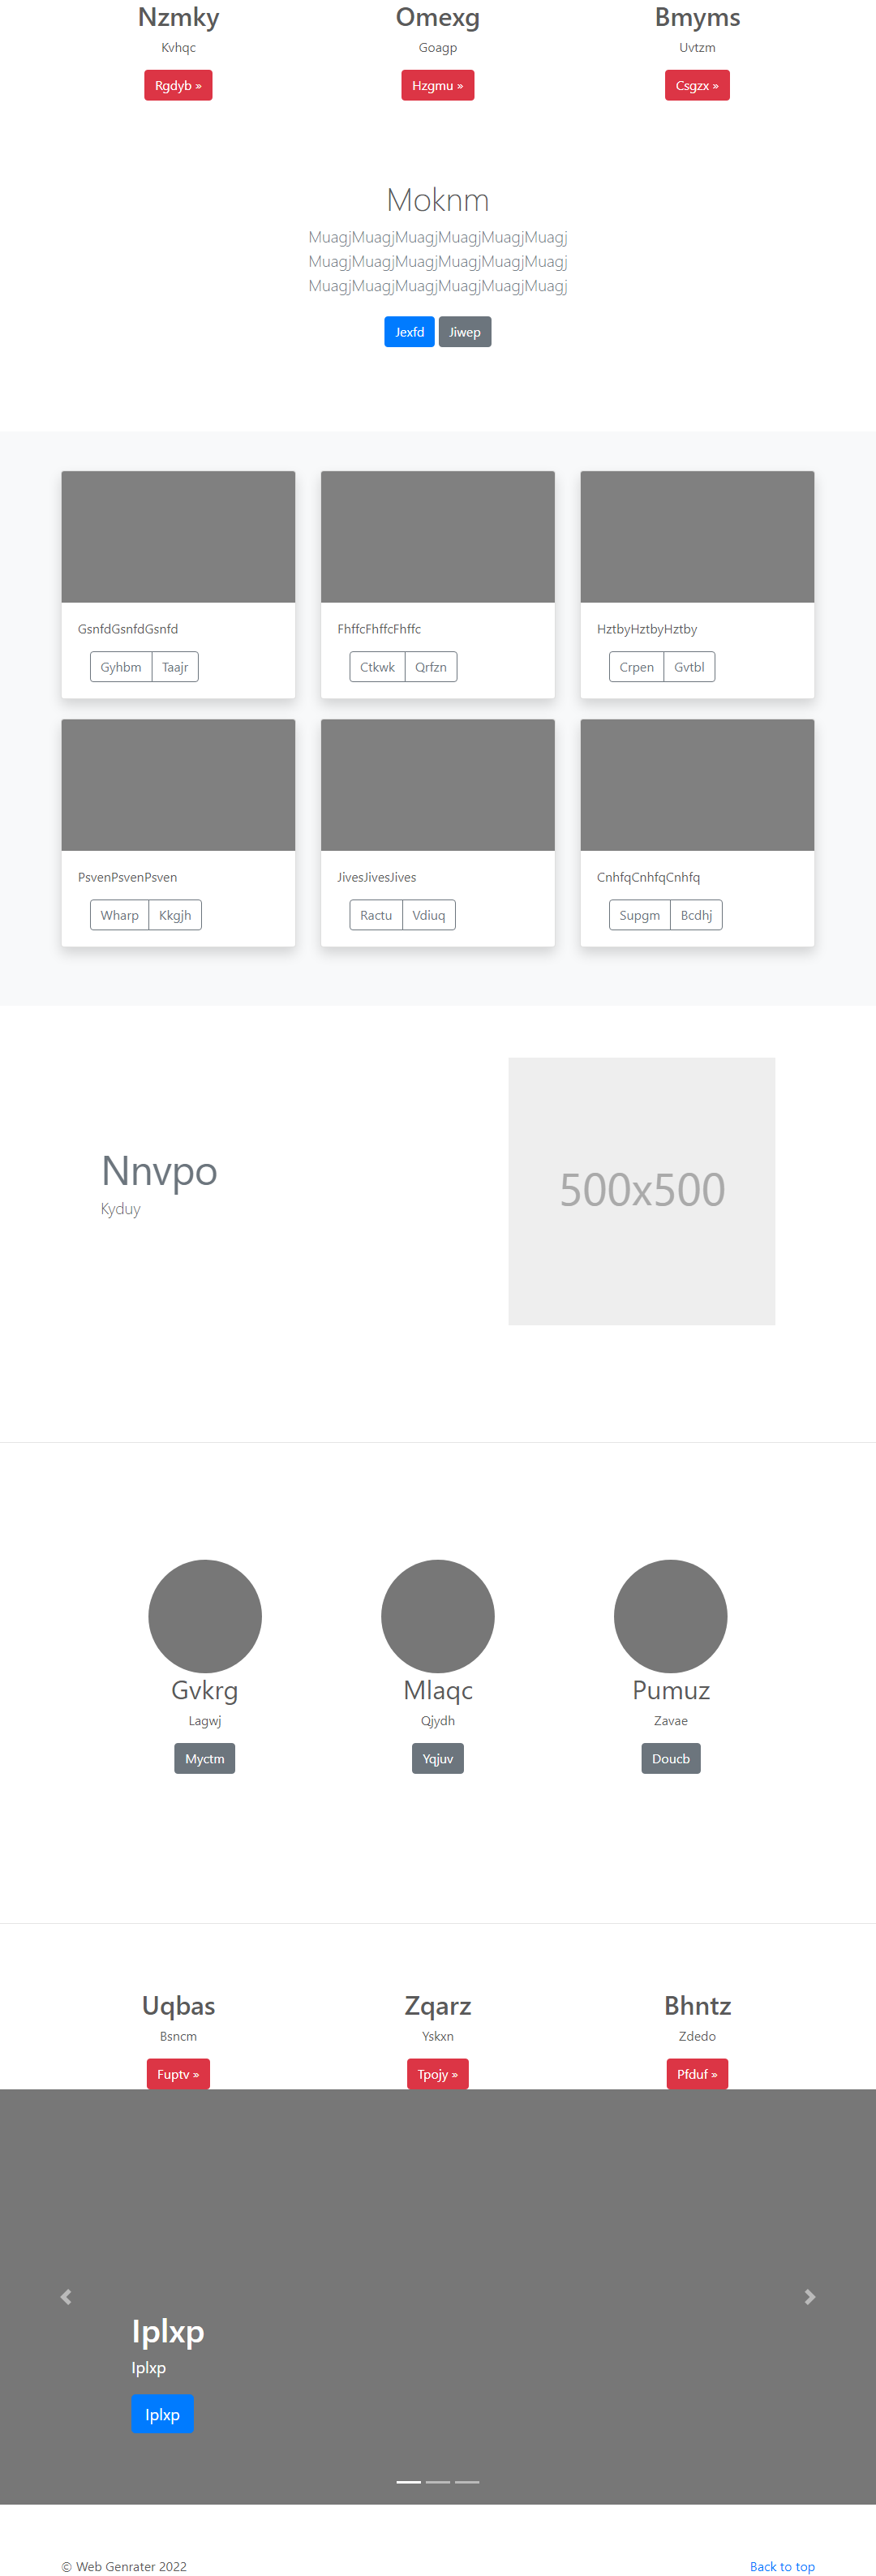 Nzmky
Omexg
Bmyms
Kvhqc
Goagp
Uvtzm
Rgdyb »
Hzgmu »
Csgzx »
Moknm
MuagjMuagjMuagjMuagjMuagjMuagj
MuagjMuagjMuagjMuagjMuagjMuagj
MuagjMuagjMuagjMuagjMuagjMuagj
Jexfd
Jiwep
GsnfdGsnfdGsnfd
FhffcFhffcFhffc
HztbyHztbyHztby
Gyhbm
Taajr
Ctkwk
Qrfzn
Crpen
Gvtbl
PsvenPsvenPsven
JivesJivesJives
CnhfqCnhfqCnhfq
Wharp
Kkgjh
Ractu
Vdiuq
Supgm
Bcdhj
Nnvpo
Kyduy
500x500
Gvkrg
Mlaqc
Pumuz
Lagwj
Qjydh
Zavae
Myctm
Yqjuv
Doucb
Uqbas
Zqarz
Bhntz
Bsncm
Yskxn
Zdedo
Fuptv »
Tpojy »
Pfduf »
Iplxp
Iplxp
Iplxp
© Web Genrater 2022
Back to top